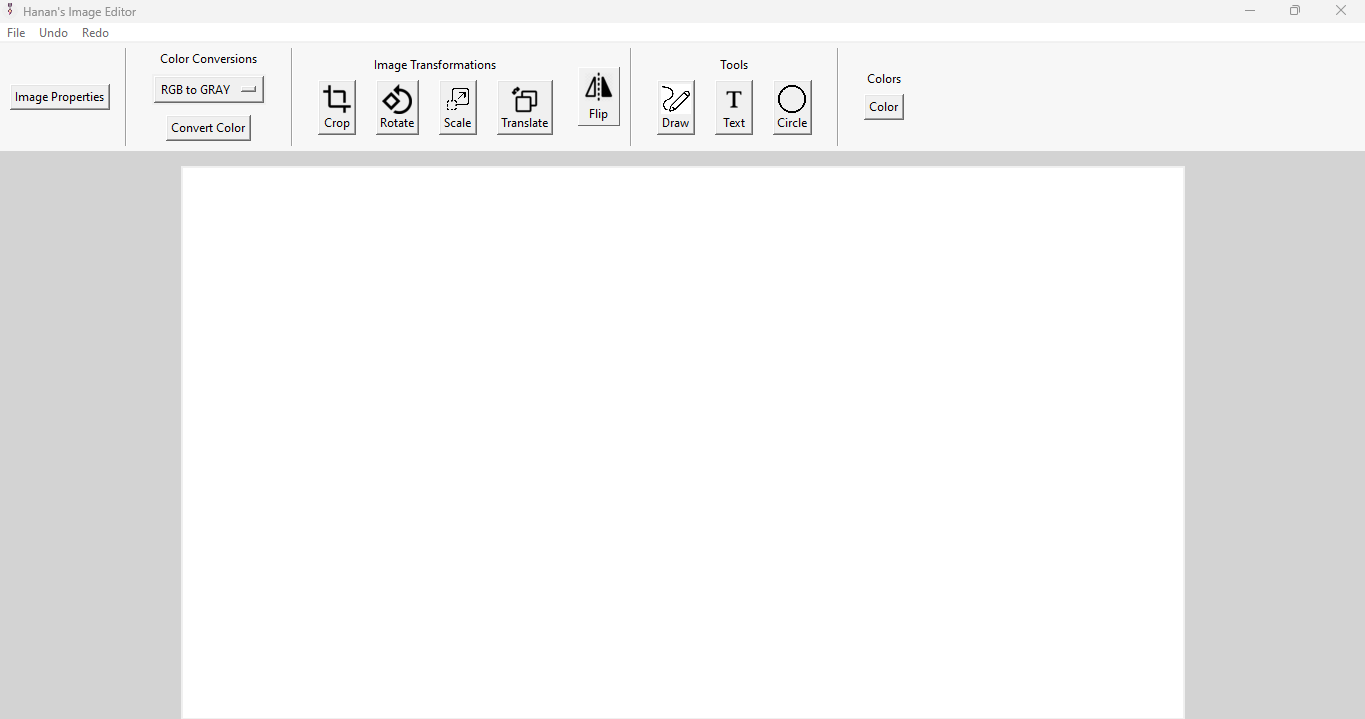 Hanan's Image Editor
File Undo Redo
Image Properties
Color Conversions
RGB to GRAY
Convert Color
Image Transformations
Crop Rotate Scale Translate Flip
Tools
Draw Text Circle
Colors
Color